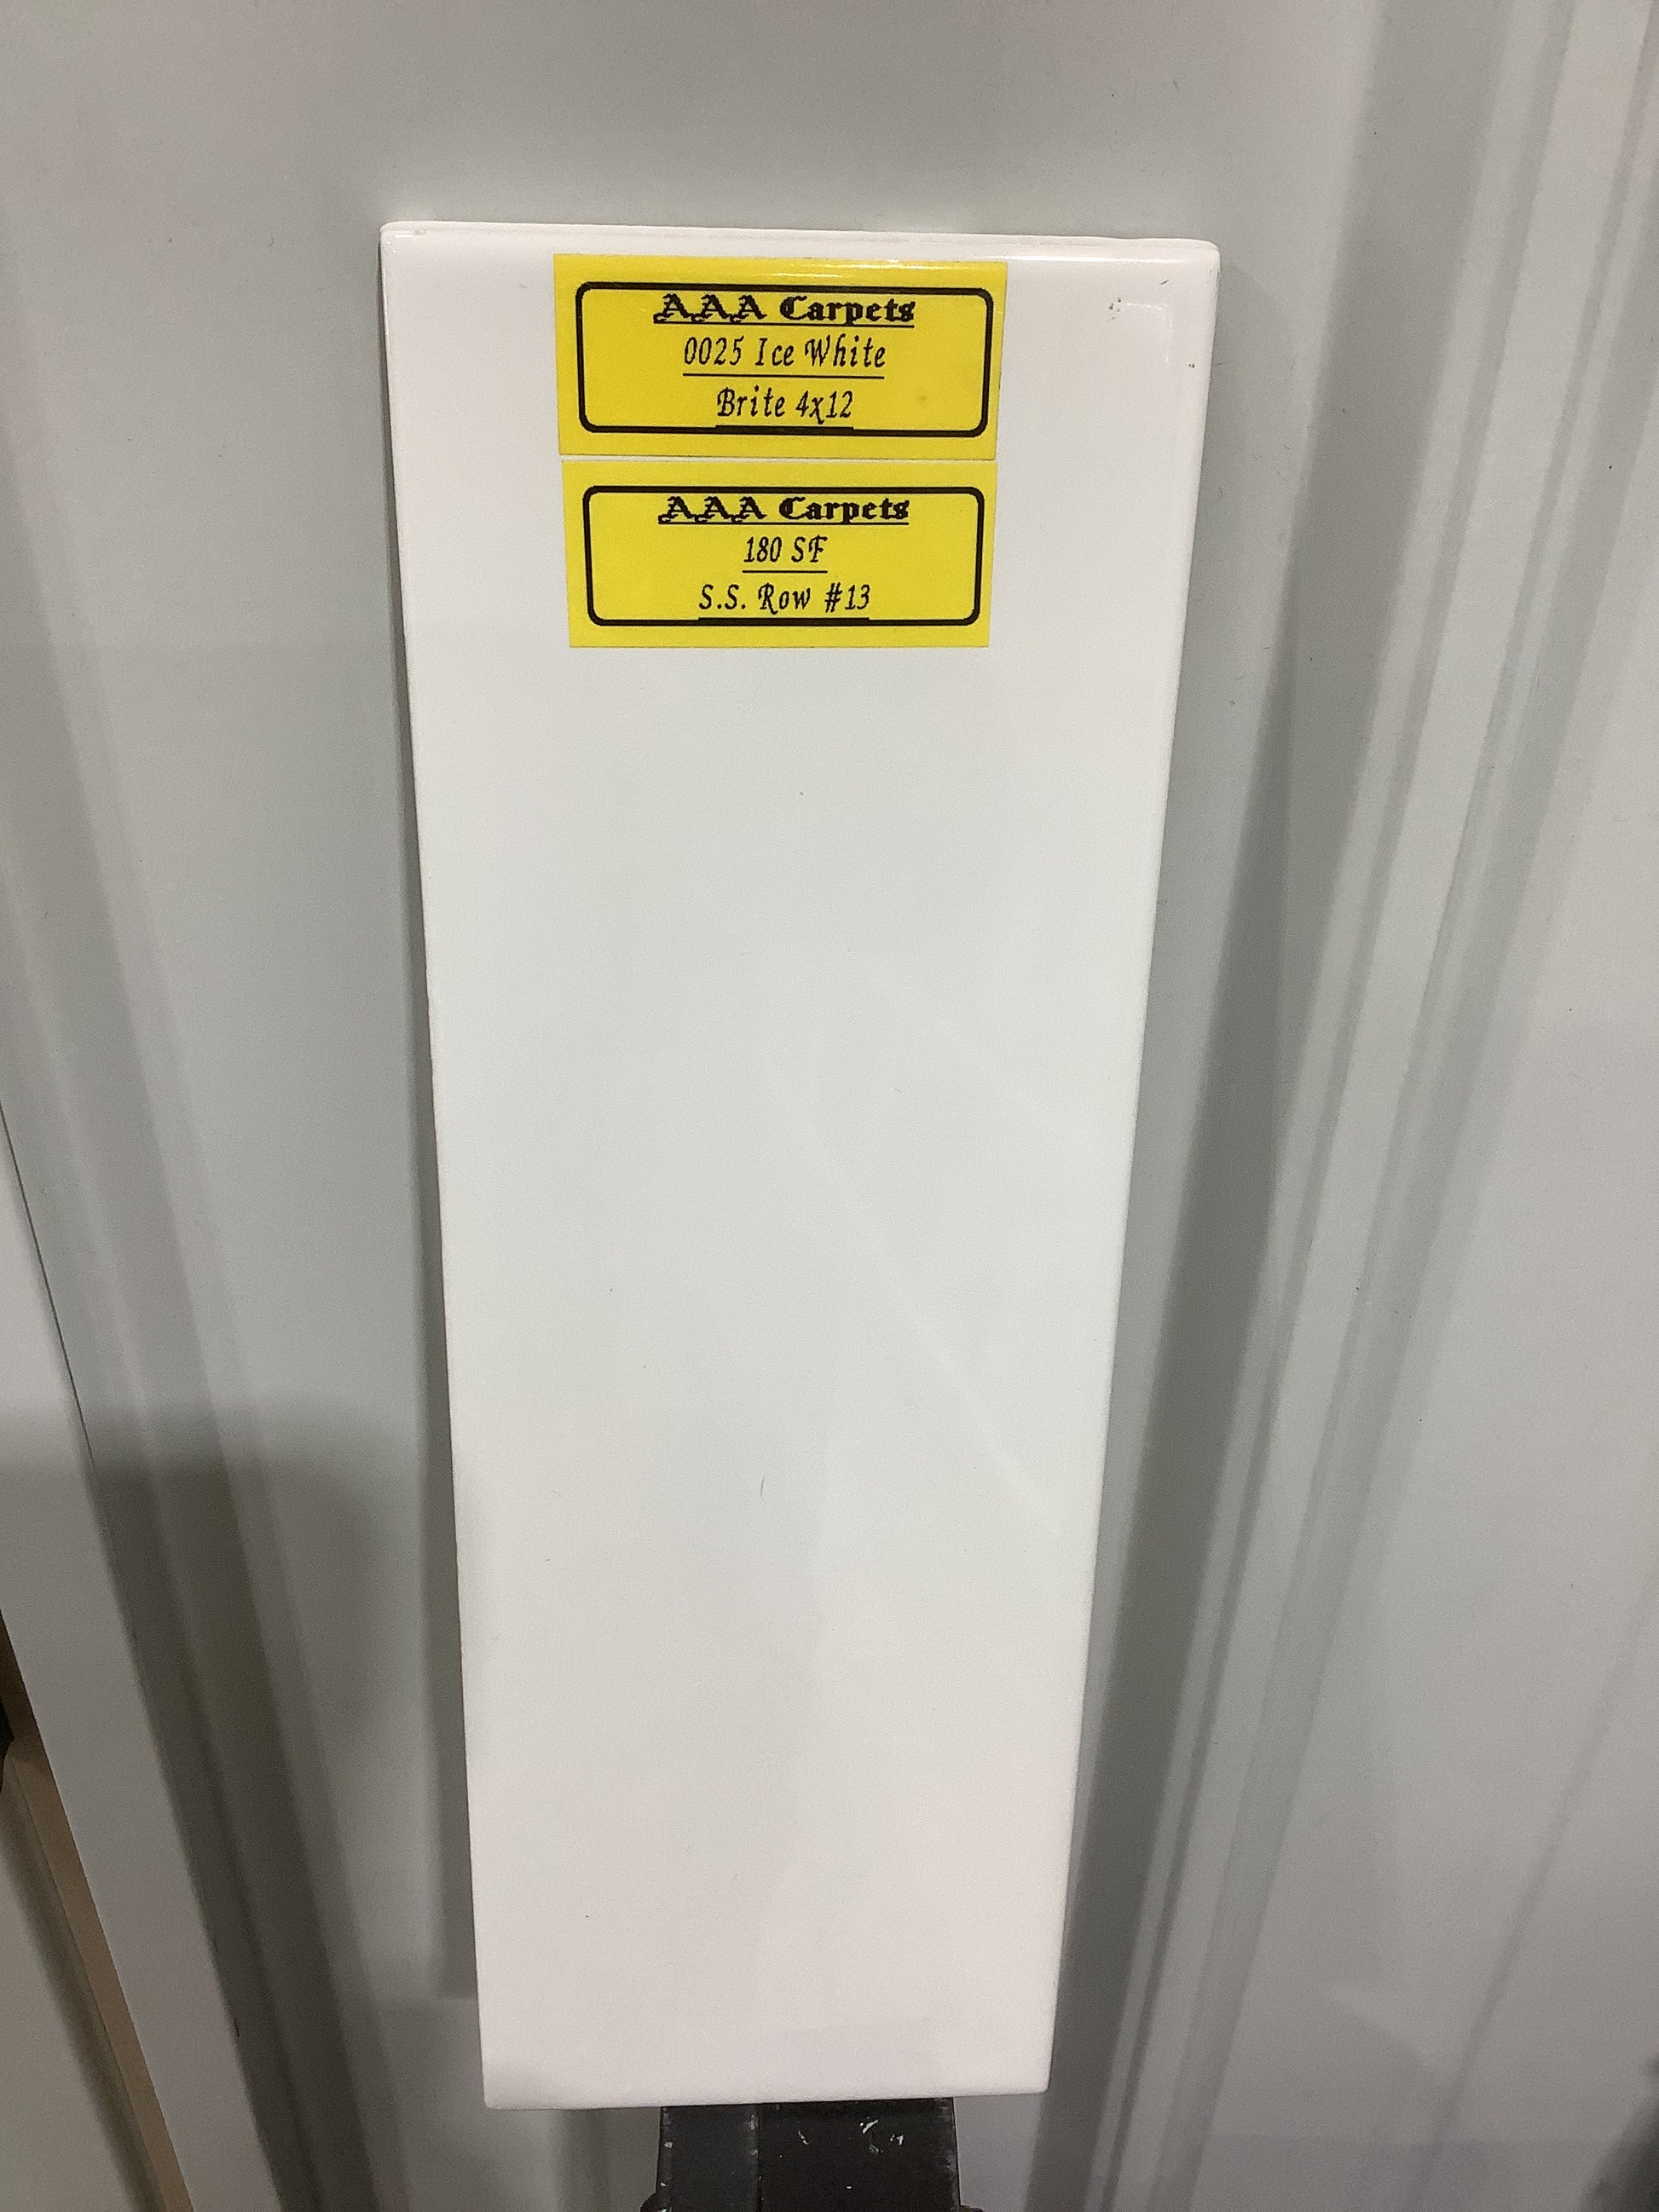 AAA Carpets
0025 Ice White
Brite 4x12
AAA Carpets
180 SF
S.S. Row #13